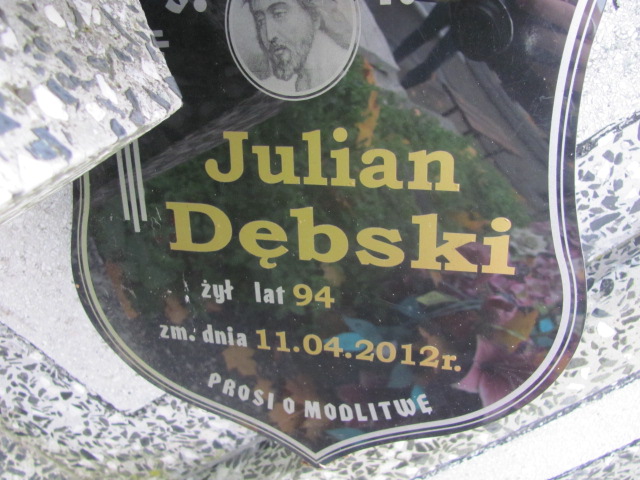 Julian
Dębski
żył lat 94
zm. dnia 11.04.2012r.
PROSI O MODLITWĘ